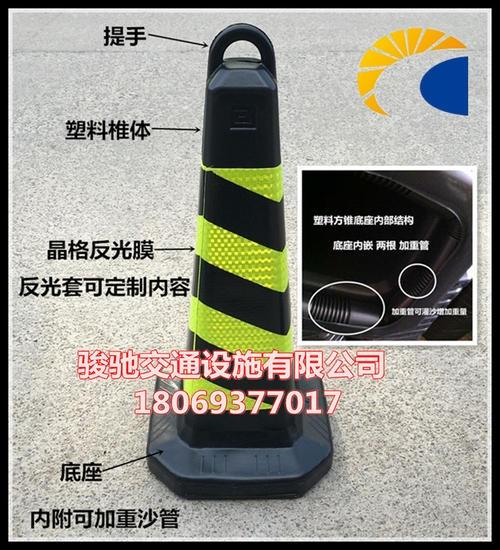 提手
塑料椎体
塑料方锥底座内部结构
底座内嵌 两根 加重管
晶格反光膜
反光套可定制内容
加重管可灌沙增加重量
骏驰交通设施有限公司
18069377017
底座
内附可加重沙管